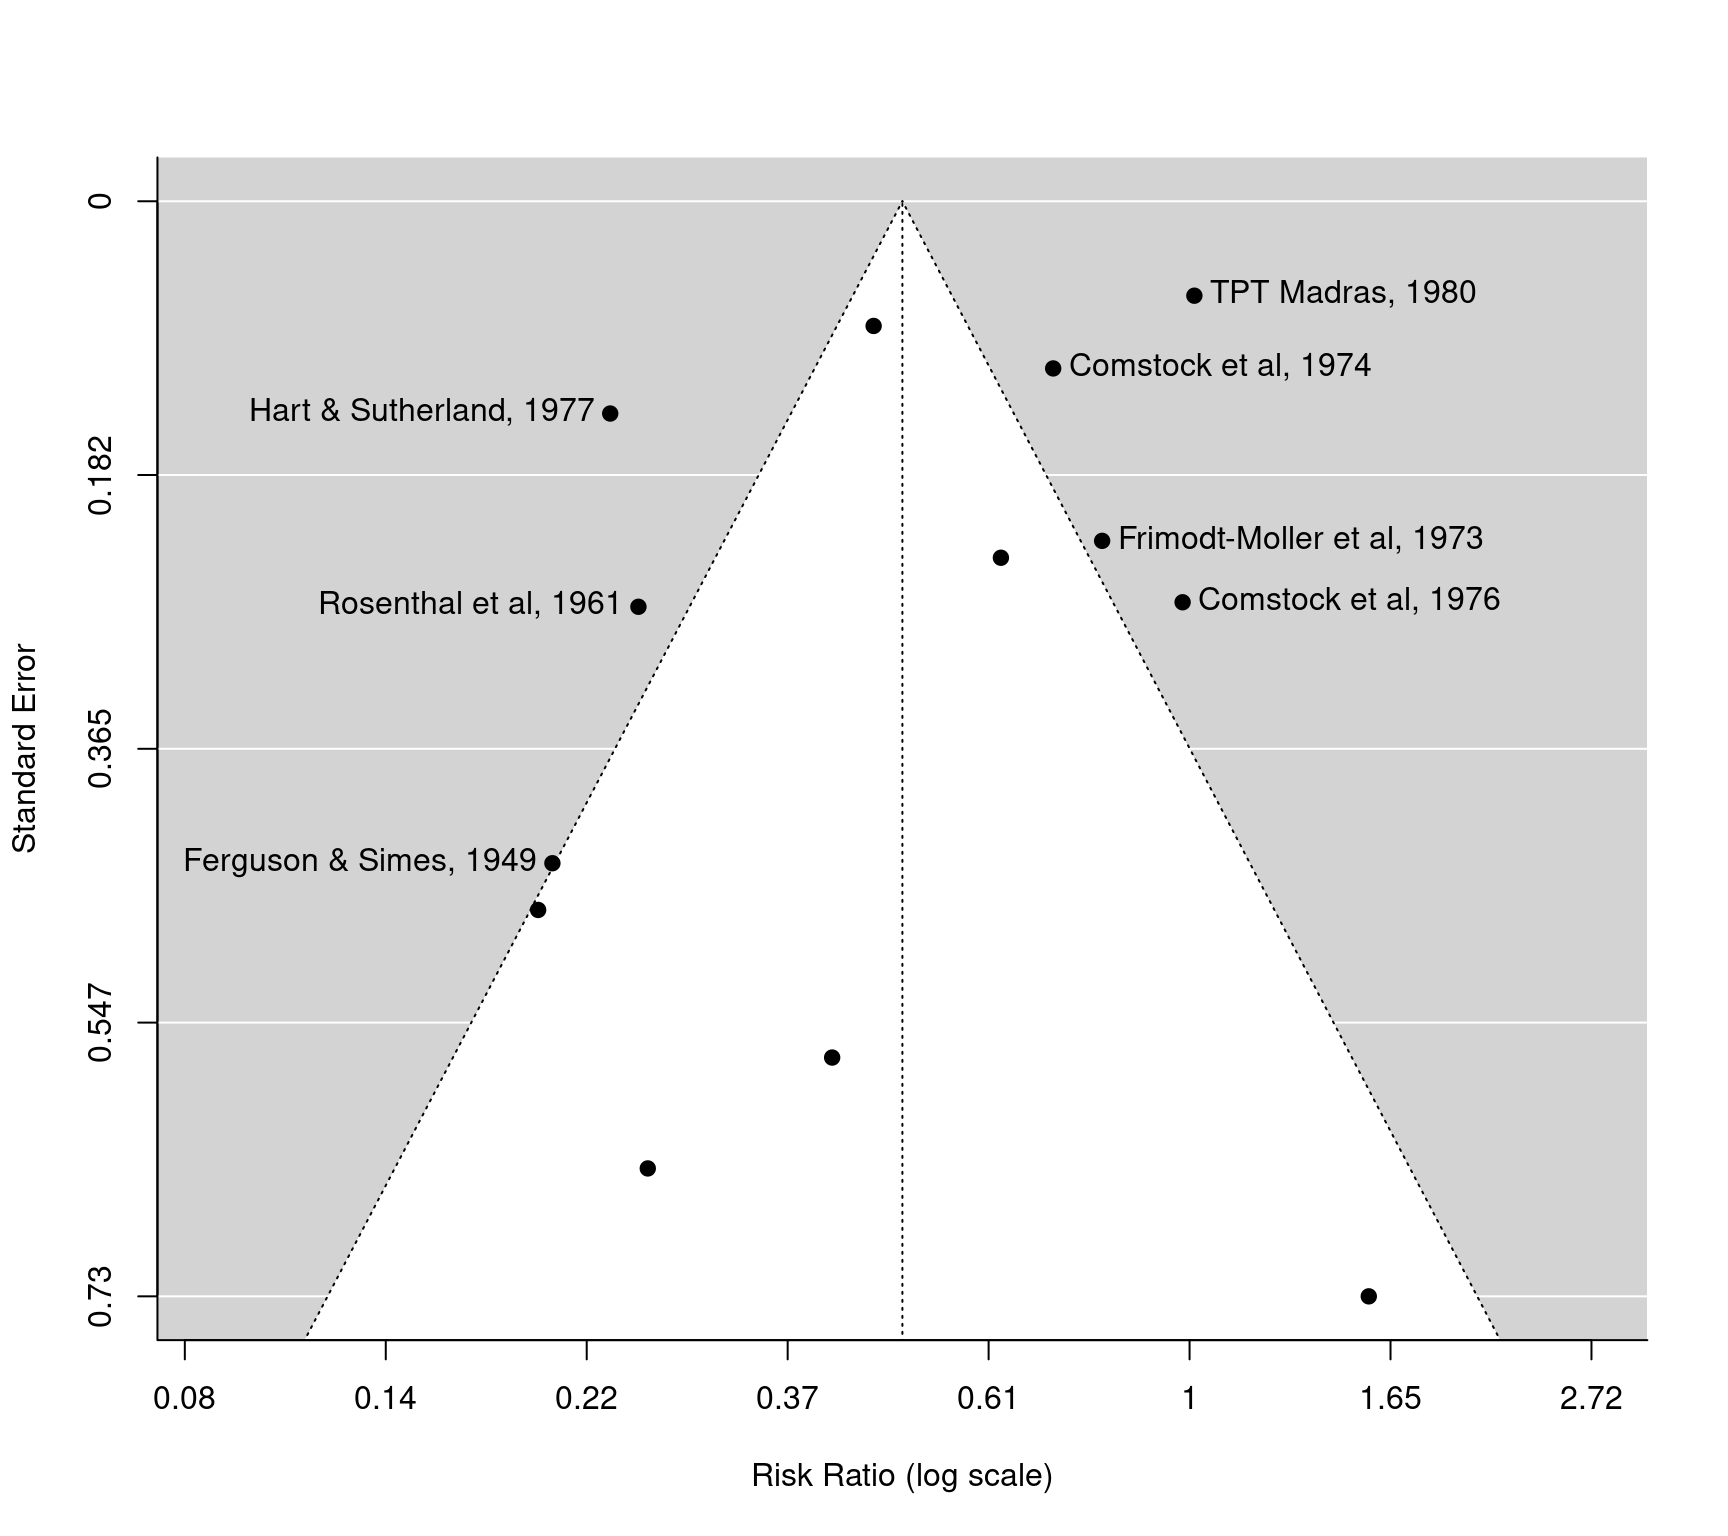 0
TPT Madras, 1980
Comstock et al, 1974
Hart & Sutherland, 1977
0.182
Frimodt-Moller et al, 1973
Rosenthal et al, 1961
Comstock et al, 1976
Standard Error
0.365
Ferguson & Simes, 1949
0.547
0.73
0.08 0.14 0.22 0.37 0.61 1 1.65 2.72
Risk Ratio (log scale)